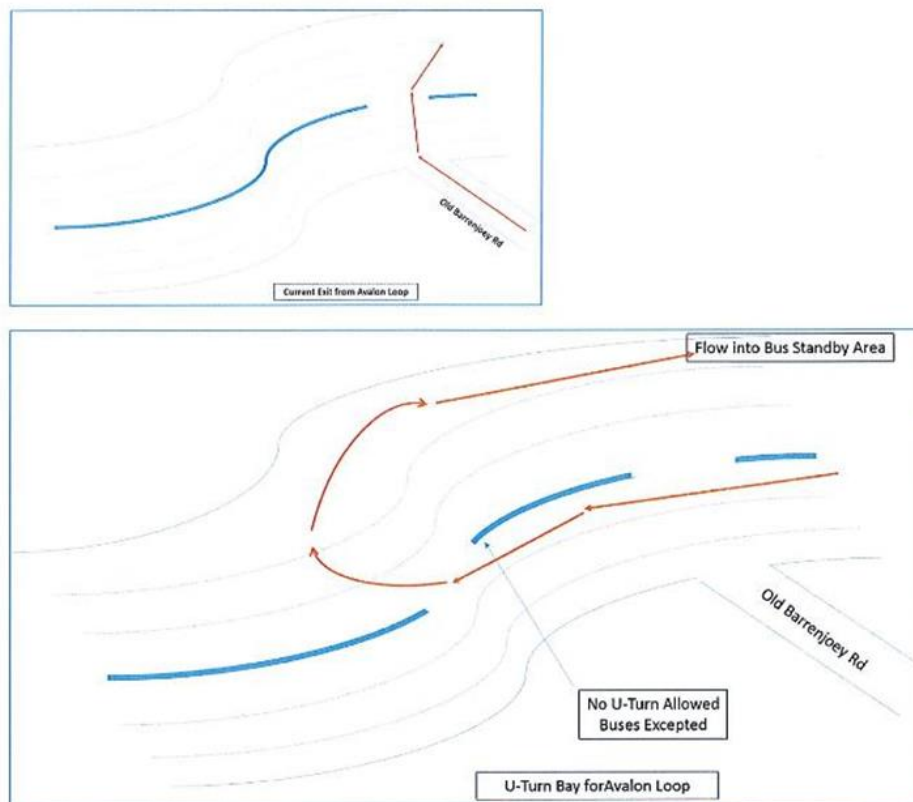 Old Barrenjoey Rd
Current Exit from Avalon Loop
Flow into Bus Standby Area
Old Barrenjoey Rd
No U-Turn Allowed
Buses Excepted
U-Turn Bay forAvalon Loop